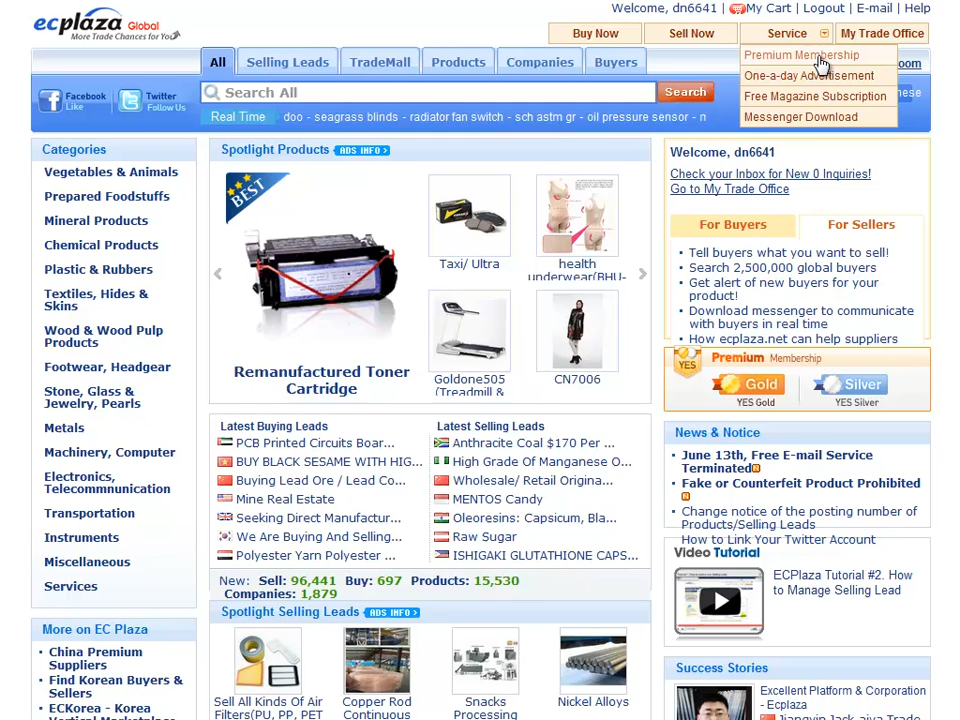 ecplaza Global
More Trade Chances for You
Welcome, dn6641 | My Cart | Logout | E-mail | Help
Buy Now
Sell Now
Service
My Trade Office
Premium Membership
One-a-day Advertisement
Free Magazine Subscription
Messenger Download
oom
nese
All
Selling Leads
TradeMall
Products
Companies
Buyers
Facebook
Like
Twitter
Follow Us
Search All
Search
Real Time
doo - seagrass blinds - radiator fan switch - sch astm gr - oil pressure sensor - n
Categories
Vegetables & Animals
Prepared Foodstuffs
Mineral Products
Chemical Products
Plastic & Rubbers
Textiles, Hides &
Skins
Wood & Wood Pulp
Products
Footwear, Headgear
Stone, Glass &
Jewelry, Pearls
Metals
Machinery, Computer
Electronics,
Telecommnunication
Transportation
Instruments
Miscellaneous
Services
More on EC Plaza
China Premium
Suppliers
Find Korean Buyers &
Sellers
ECKorea - Korea
Vertical Marketplace
Spotlight Products ADS INFO
BEST
Remanufactured Toner
Cartridge
Taxi/ Ultra
health
underwear(BHU-
Goldone505
(Treadmill &
CN7006
Latest Buying Leads
PCB Printed Circuits Boar...
BUY BLACK SESAME WITH HIG...
Buying Lead Ore / Lead Co...
Mine Real Estate
Seeking Direct Manufactur...
We Are Buying And Selling...
Polyester Yarn Polyester ...
Latest Selling Leads
Anthracite Coal $170 Per ...
High Grade Of Manganese O...
Wholesale/ Retail Origina...
MENTOS Candy
Oleoresins: Capsicum, Bla...
Raw Sugar
ISHIGAKI GLUTATHIONE CAPS...
New: Sell: 96,441 Buy: 697 Products: 15,530
Companies: 1,879
Spotlight Selling Leads ADS INFO
Sell All Kinds Of Air
Filters(PU, PP, PET
Copper Rod
Continuous
Snacks
Processing
Nickel Alloys
Welcome, dn6641
Check your Inbox for New 0 Inquiries!
Go to My Trade Office
For Buyers
For Sellers
Tell buyers what you want to sell!
Search 2,500,000 global buyers
Get alert of new buyers for your
product!
Download messenger to communicate
with buyers in real time
How ecplaza.net can help suppliers
YES
Premium Membership
Gold
YES Gold
Silver
YES Silver
News & Notice
June 13th, Free E-mail Service
Terminated
Fake or Counterfeit Product Prohibited
Change notice of the posting number of
Products/Selling Leads
How to Link Your Twitter Account
Video Tutorial
ECPlaza Tutorial #2. How
to Manage Selling Lead
Success Stories
Excellent Platform & Corporation
- Ecplaza